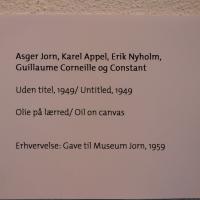 Asger Jorn, Karel Appel, Erik Nyholm,
Guillaume Corneille og Constant
Uden titel, 1949/ Untitled, 1949
Olie på lærred/ Oil on canvas
Erhvervelse: Gave til Museum Jorn, 1959